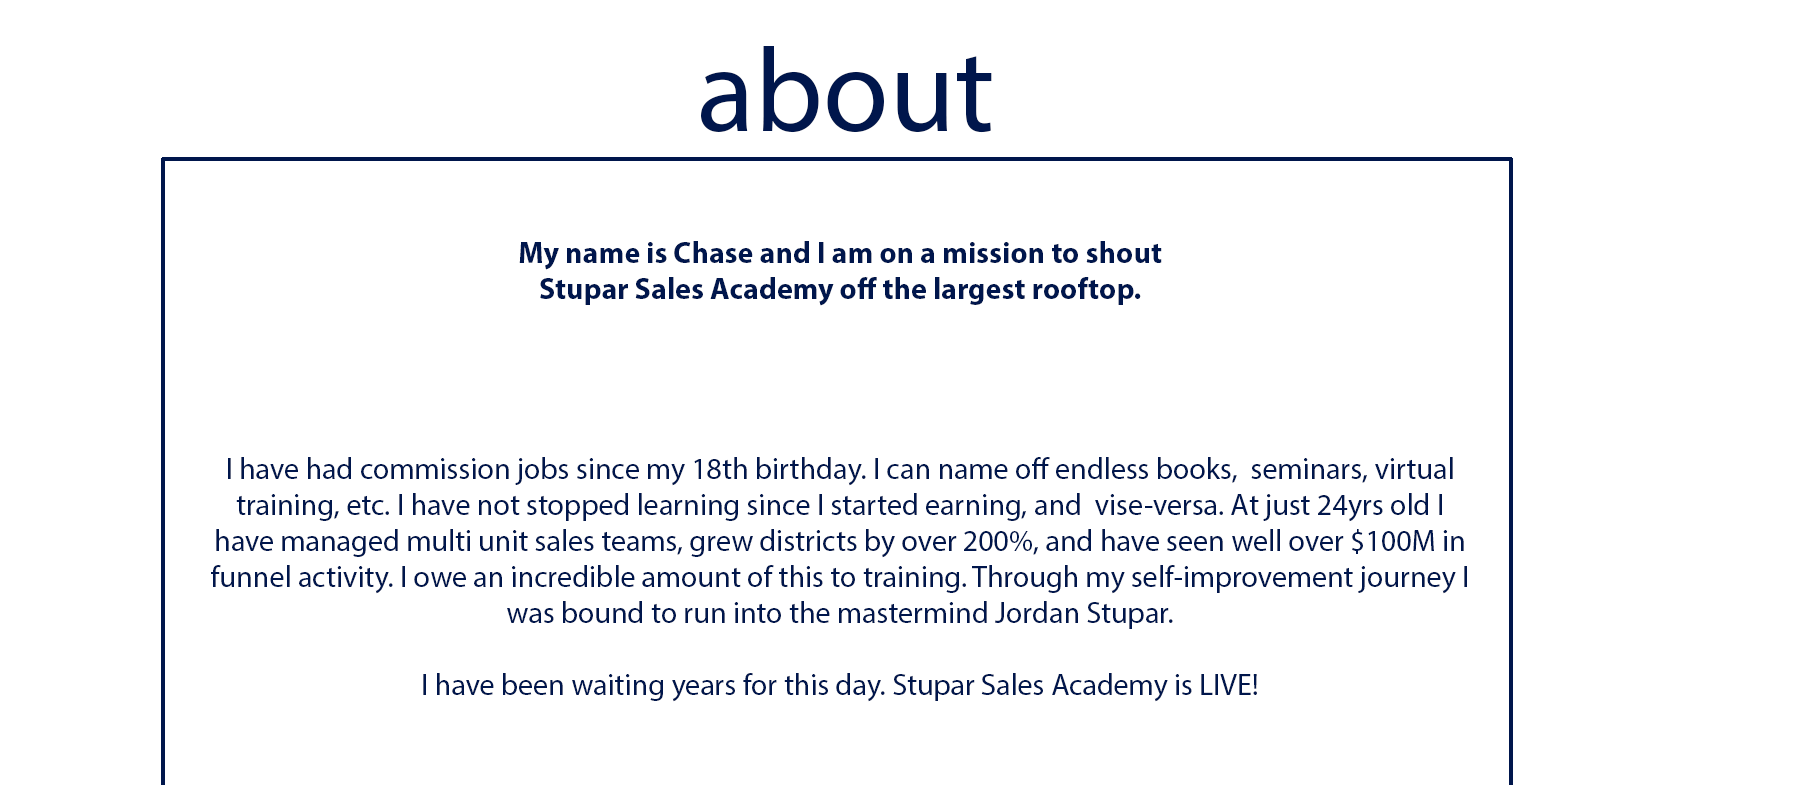 about
My name is Chase and I am on a mission to shout
Stupar Sales Academy off the largest rooftop.
I have had commission jobs since my 18th birthday. I can name off endless books,  seminars, virtual
training, etc. I have not stopped learning since I started earning, and  vise-versa. At just 24yrs old I
have managed multi unit sales teams, grew districts by over 200%, and have seen well over $100M in
funnel activity. I owe an incredible amount of this to training. Through my self-improvement journey I
was bound to run into the mastermind Jordan Stupar.
I have been waiting years for this day. Stupar Sales Academy is LIVE!